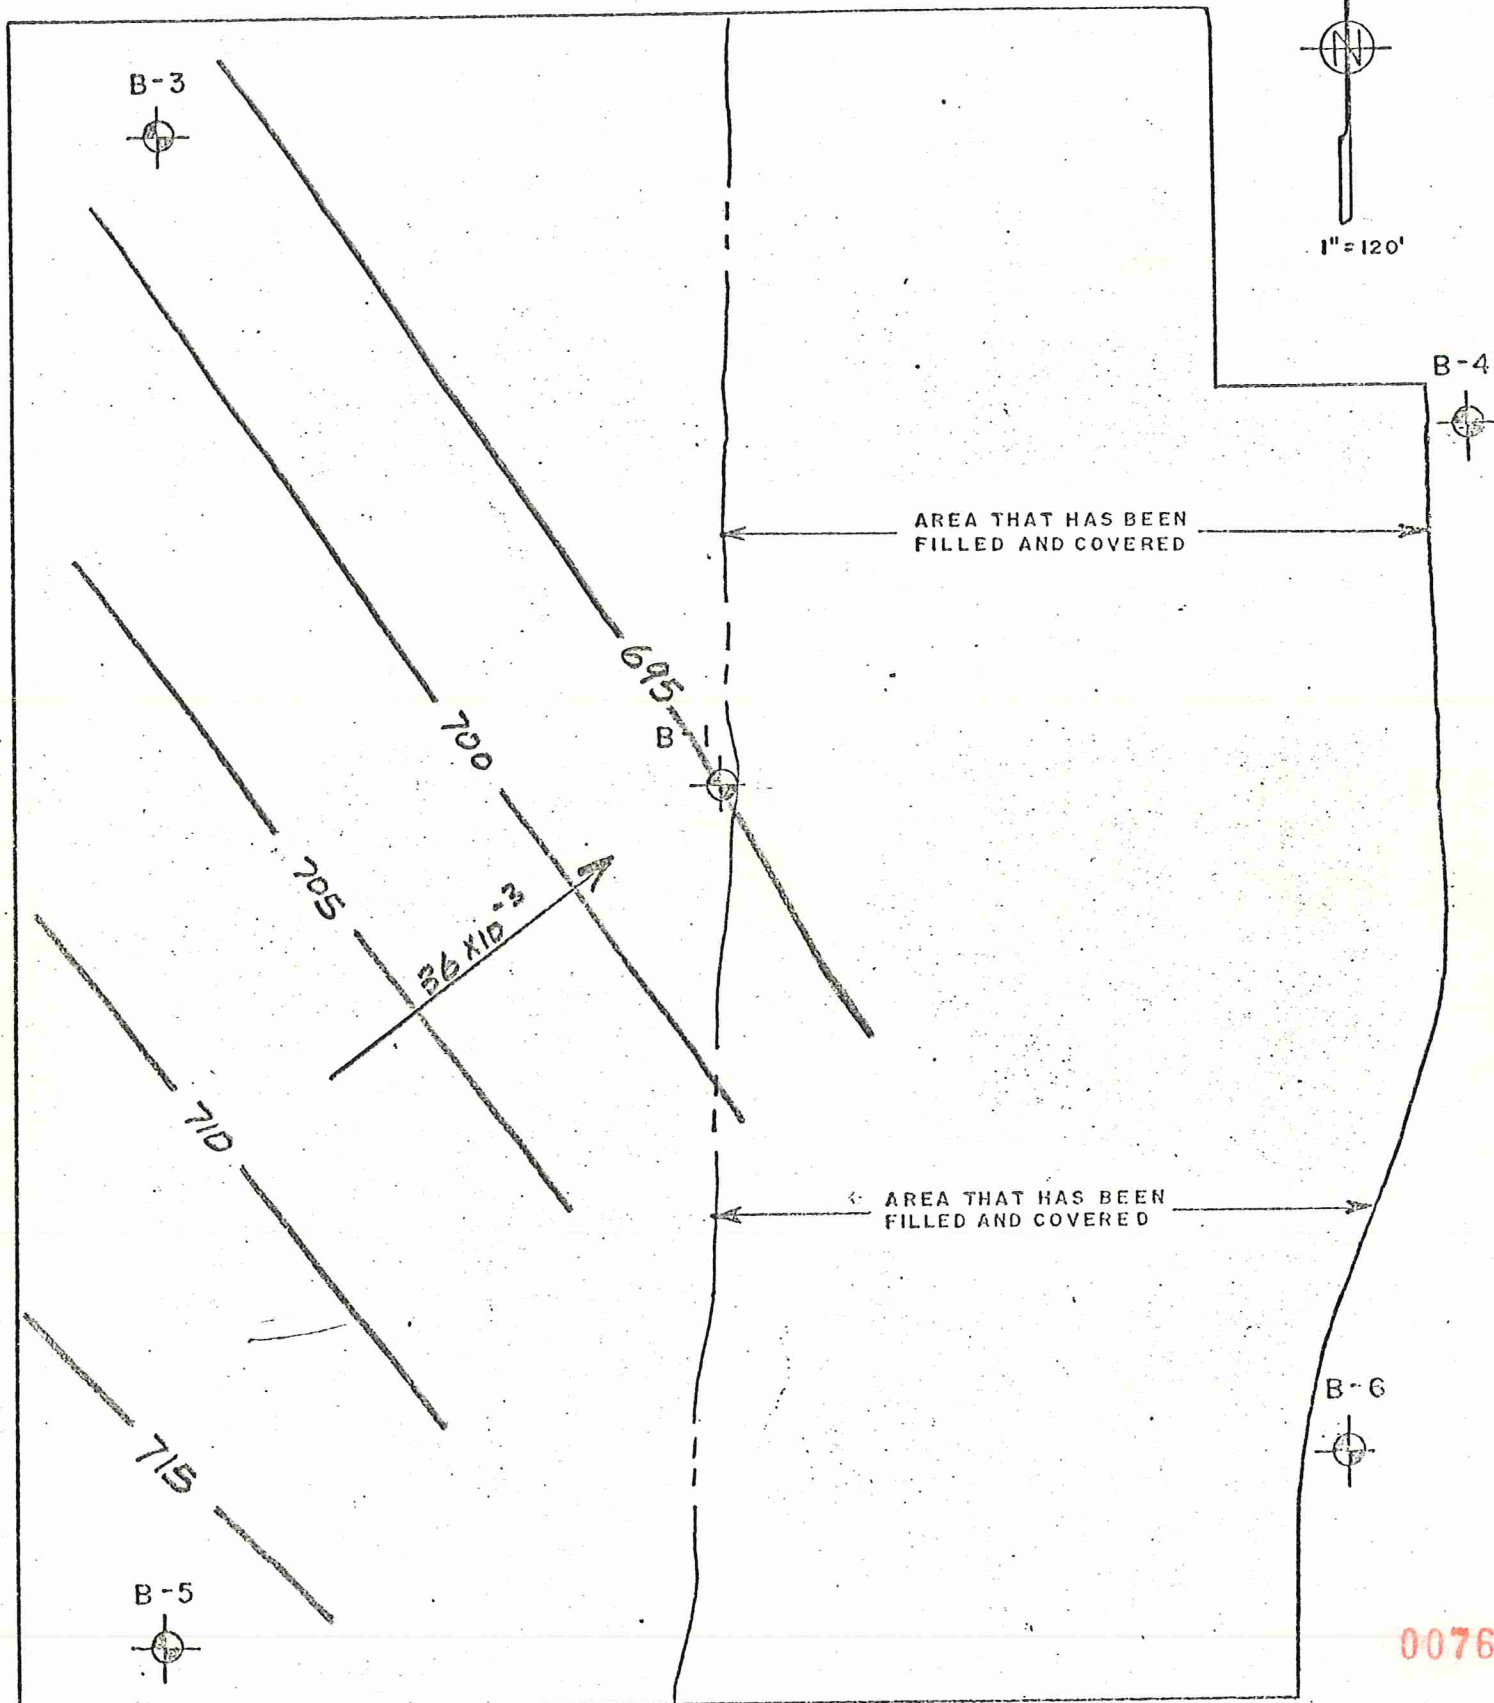 N
B-3
1"=120'
B-4
AREA THAT HAS BEEN
FILLED AND COVERED
695
700
B-1
705
36 X10⁻³
710
AREA THAT HAS BEEN
FILLED AND COVERED
B-6
715
B-5
0076